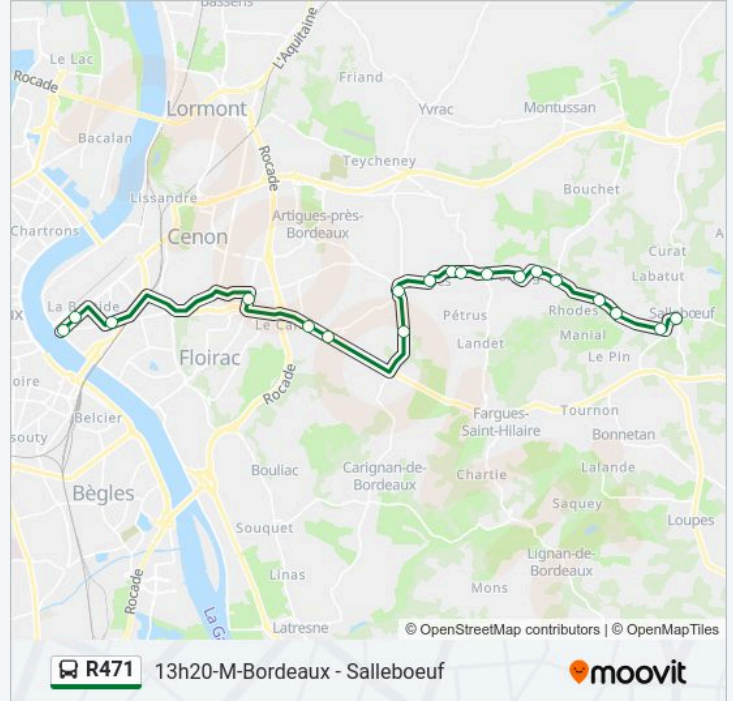 Bassens
L'Aquitaine
Le Lac
Rocade
Friand
Lormont
Yvrac
Montussan
Bacalan
Rocade
Teycheney
Lissandre
Bouchet
Chartrons
Cenon
Artigues-près-
Bordeaux
Curat
Labatut
La Bastide
Le Ca
Pétrus
Rhodes
Sallebœuf
Floirac
Landet
Manial
Le Pin
oire
Rocade
Belcier
Fargues-
Saint-Hilaire
Tournon
souty
Bonnetan
Bègles
Bouliac
Carignan-de-
Bordeaux
Chartie
Lalande
Saquey
Souquet
Loupes
Lignan-de-
Bordeaux
Rocade
Linas
Mons
La Ga
Latresne
© OpenStreetMap contributors | © OpenMapTiles
R471 13h20-M-Bordeaux - Salleboeuf moovit